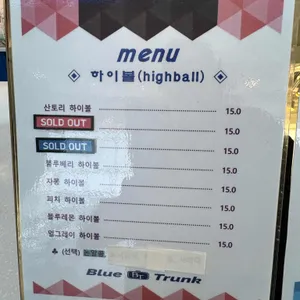 menu
하이볼(highball)
산토리 하이볼 15.0
SOLD OUT 15.0
SOLD OUT 15.0
블루베리 하이볼 15.0
자몽 하이볼 15.0
피치 하이볼 15.0
블루레몬 하이볼 15.0
얼그레이 하이볼 15.0
♣ (선택)
Blue BT Trunk